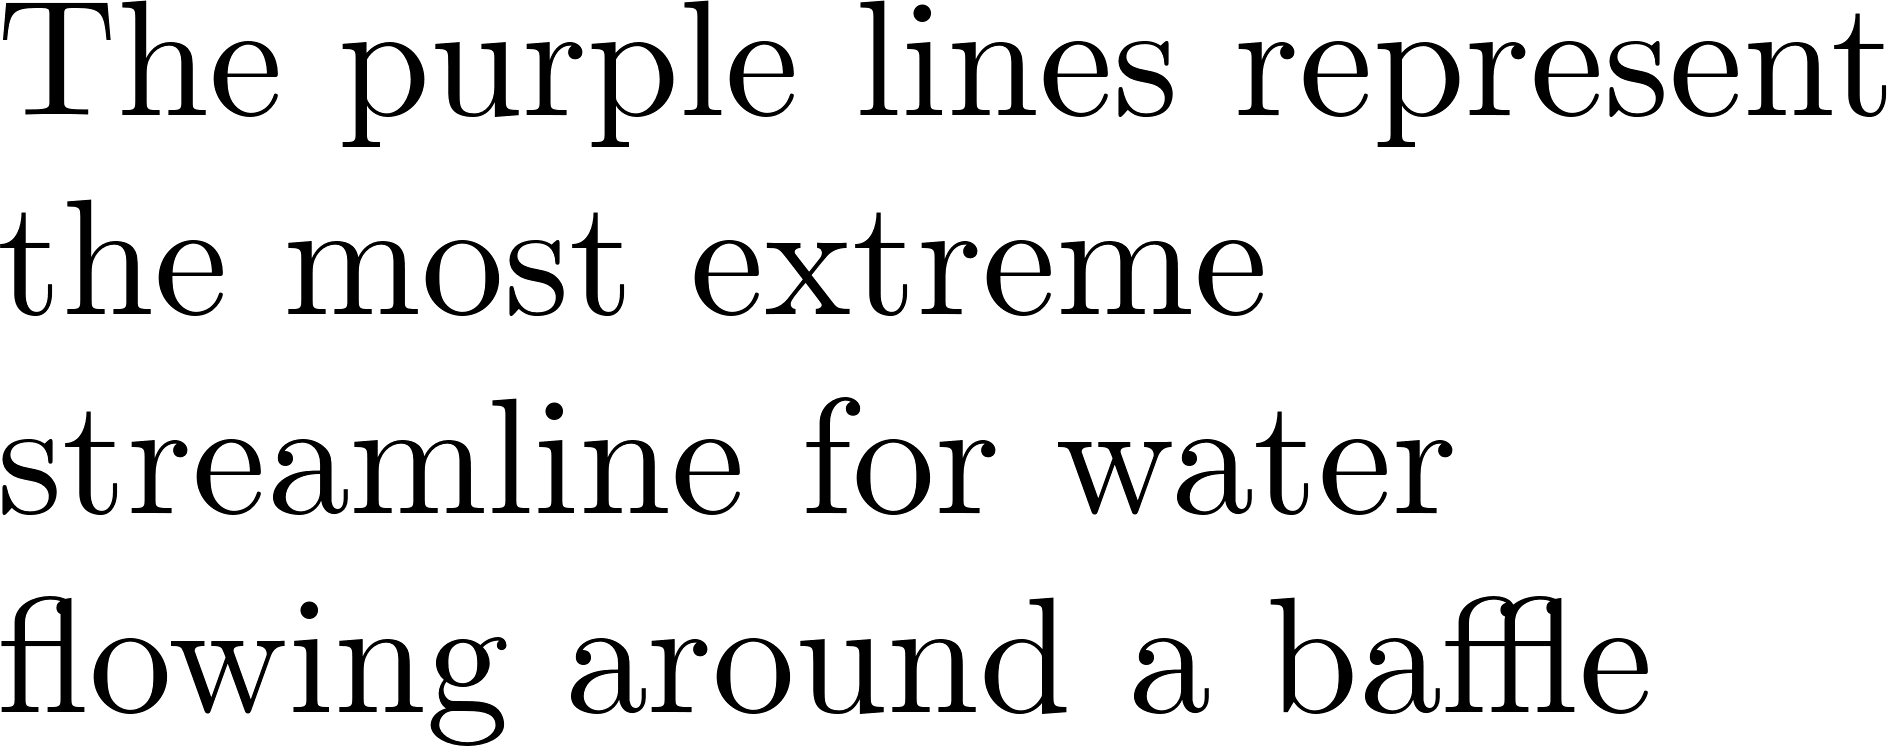 The purple lines represent
the most extreme
streamline for water
flowing around a baffle